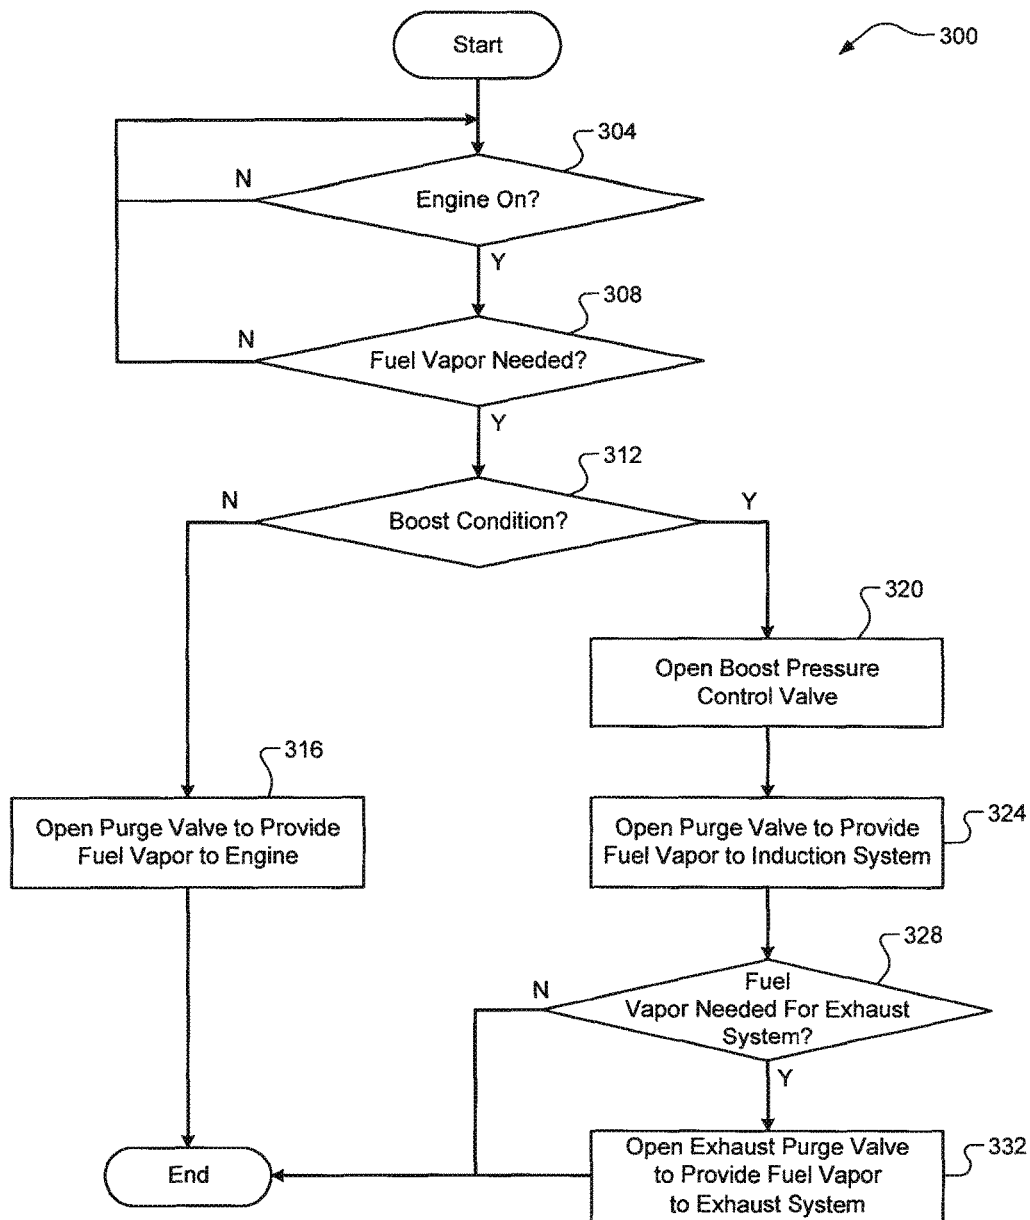 Start
300
304
N
Engine On?
Y
308
N
Fuel Vapor Needed?
Y
312
N
Y
Boost Condition?
320
Open Boost Pressure
Control Valve
316
Open Purge Valve to Provide
Fuel Vapor to Engine
324
Open Purge Valve to Provide
Fuel Vapor to Induction System
328
N
Fuel
Vapor Needed For Exhaust
System?
Y
End
332
Open Exhaust Purge Valve
to Provide Fuel Vapor
to Exhaust System